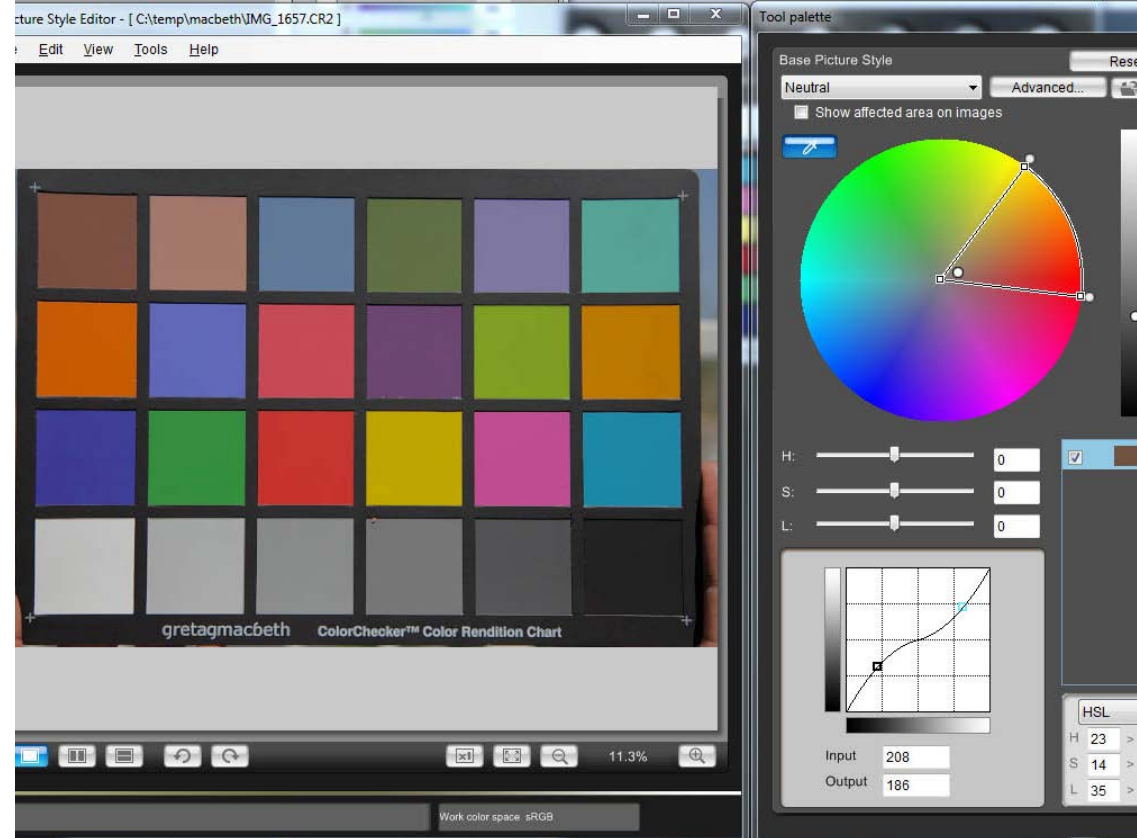 cture Style Editor - [ C:\temp\macbeth\IMG_1657.CR2 ]
Edit View Tools Help
gretagmacbeth ColorChecker™ Color Rendition Chart
11.3%
Work color space sRGB
Tool palette
Base Picture Style
Rese
Neutral
Advanced...
Show affected area on images
H: 0
S: 0
L: 0
Input 208
Output 186
HSL
H 23 >
S 14 >
L 35 >
x1